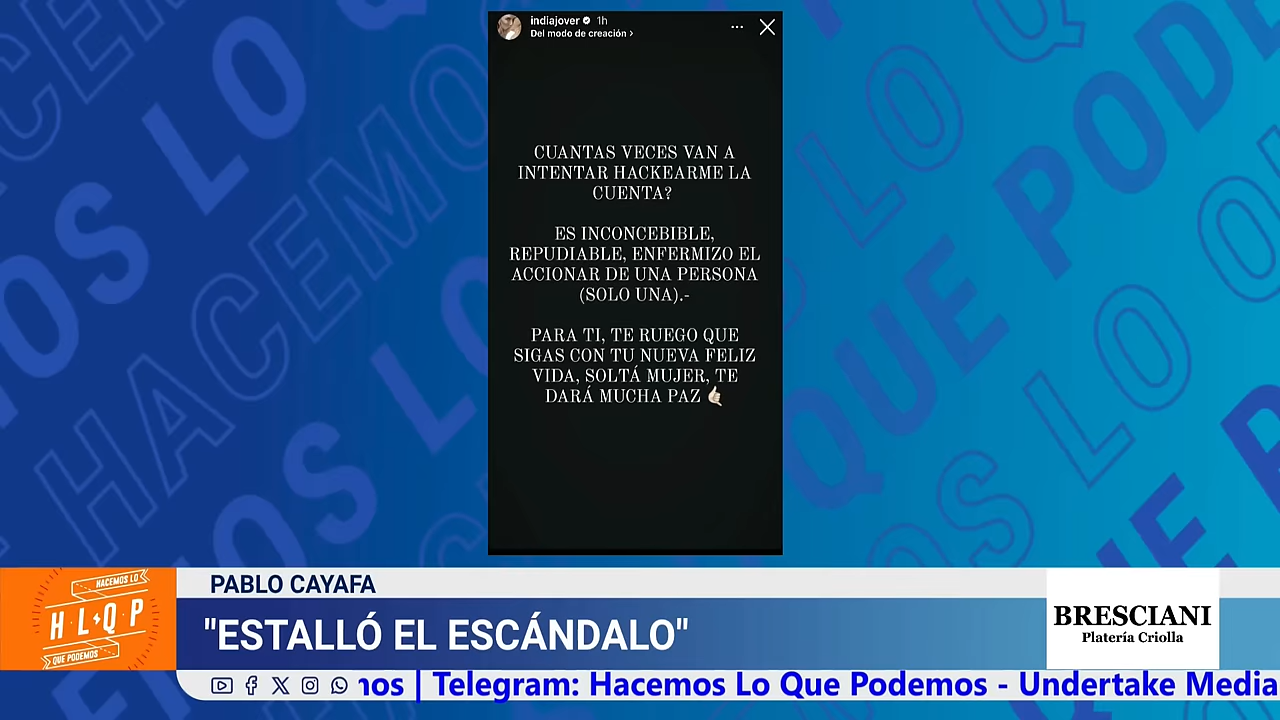 indiajover 1h
Del modo de creación
CUANTAS VECES VAN A
INTENTAR HACKEARME LA
CUENTA?
ES INCONCEBIBLE,
REPUDIABLE, ENFERMIZO EL
ACCIONAR DE UNA PERSONA
(SOLO UNA).-
PARA TI, TE RUEGO QUE
SIGAS CON TU NUEVA FELIZ
VIDA, SOLTÁ MUJER, TE
DARÁ MUCHA PAZ 🤙🏻
HACEMOS LO
H L Q P
QUE PODEMOS
PABLO CAYAFA
"ESTALLÓ EL ESCÁNDALO"
BRESCIANI
Platería Criolla
nos | Telegram: Hacemos Lo Que Podemos - Undertake Media